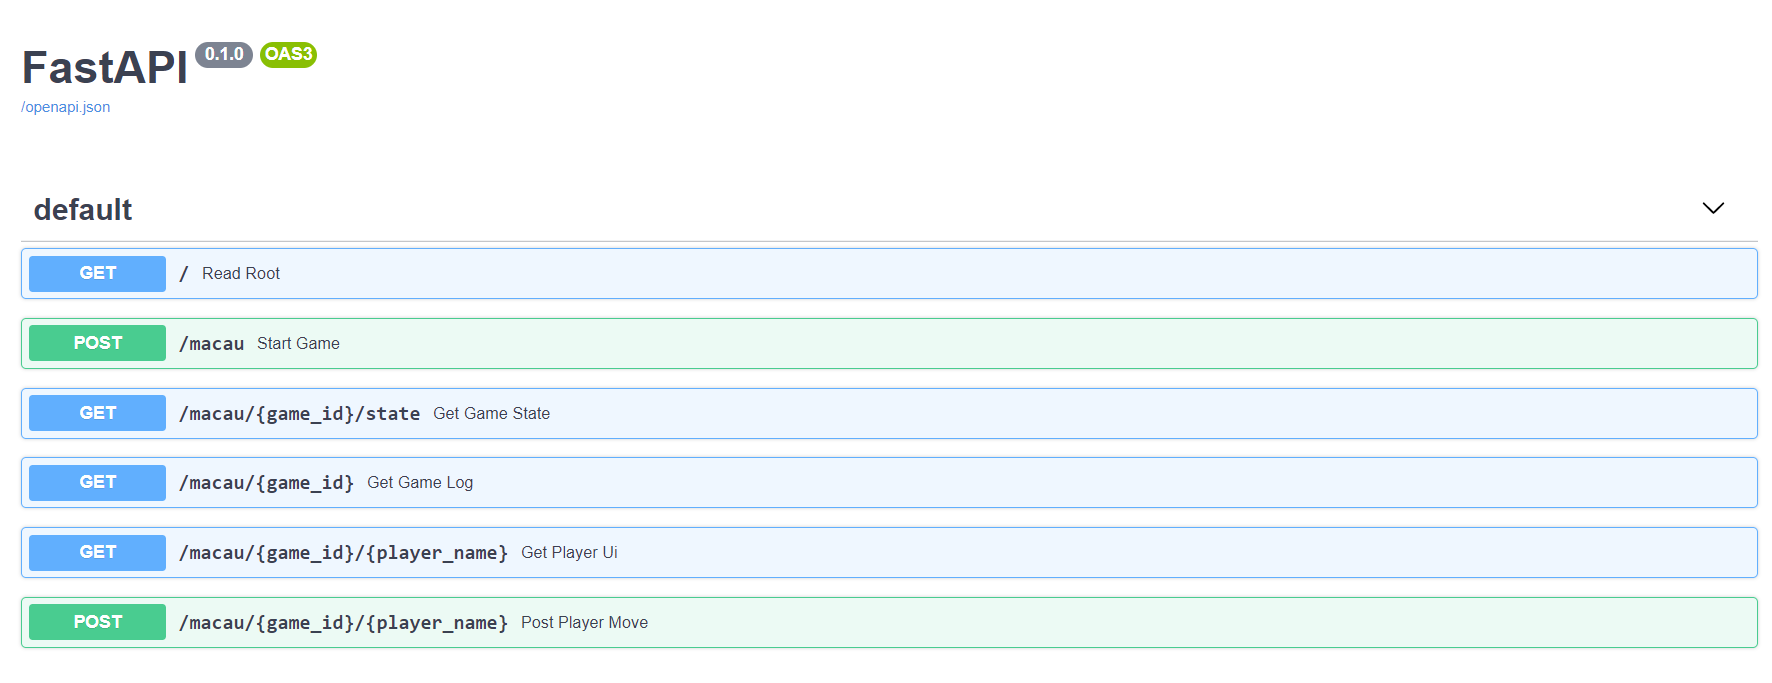 FastAPI 0.1.0 OAS3
/openapi.json
default
GET / Read Root
POST /macau Start Game
GET /macau/{game_id}/state Get Game State
GET /macau/{game_id} Get Game Log
GET /macau/{game_id}/{player_name} Get Player Ui
POST /macau/{game_id}/{player_name} Post Player Move